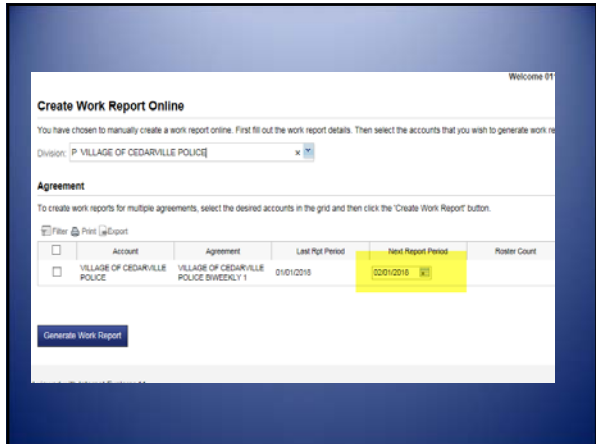 Welcome 01
Create Work Report Online
You have chosen to manually create a work report online. First fill out the work report details. Then select the accounts that you wish to generate work re
Division: P VILLAGE OF CEDARVILLE POLICE
Agreement
To create work reports for multiple agreements, select the desired accounts in the grid and then click the 'Create Work Report' button.
Filter Print Export
Account Agreement Last Rpt Period Next Report Period Roster Count
VILLAGE OF CEDARVILLE VILLAGE OF CEDARVILLE 01/01/2018 02/01/2018
POLICE POLICE BIWEEKLY 1
Generate Work Report